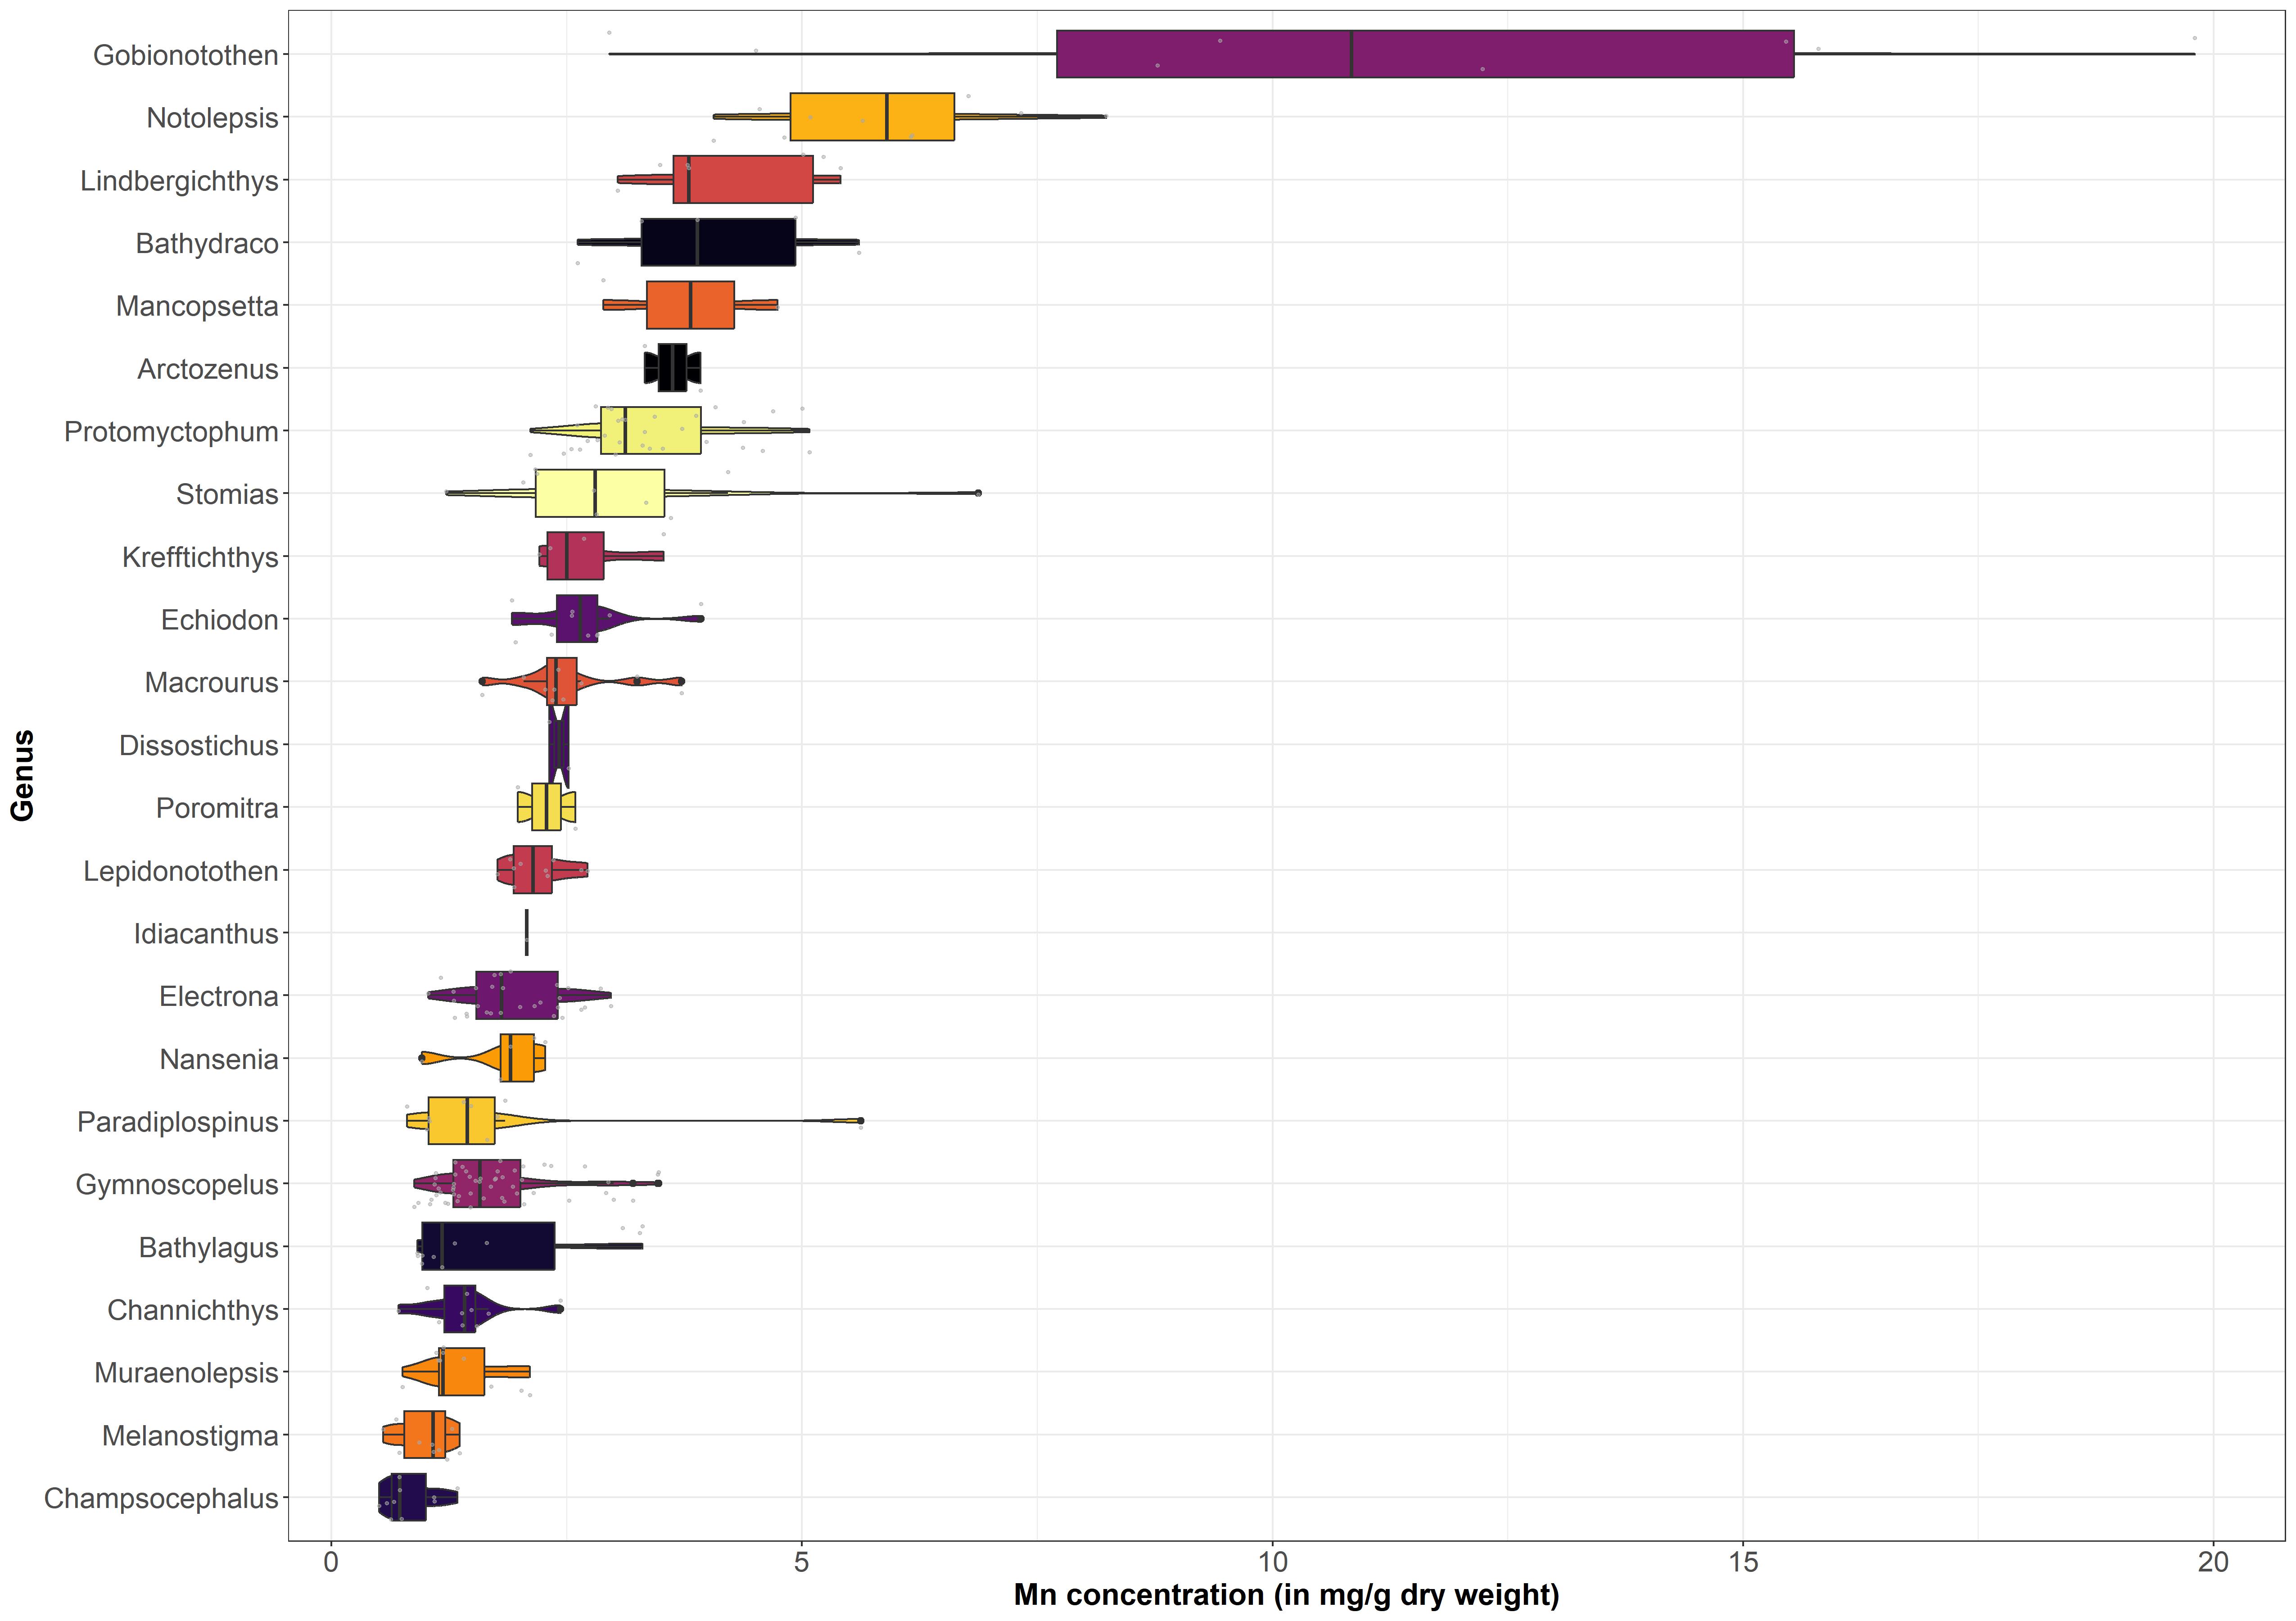 Genus
Gobionotothen
Notolepsis
Lindbergichthys
Bathydraco
Mancopsetta
Arctozenus
Protomyctophum
Stomias
Krefftichthys
Echiodon
Macrourus
Dissostichus
Poromitra
Lepidonotothen
Idiacanthus
Electrona
Nansenia
Paradiplospinus
Gymnoscopelus
Bathylagus
Channichthys
Muraenolepsis
Melanostigma
Champsocephalus
0 5 10 15 20
Mn concentration (in mg/g dry weight)